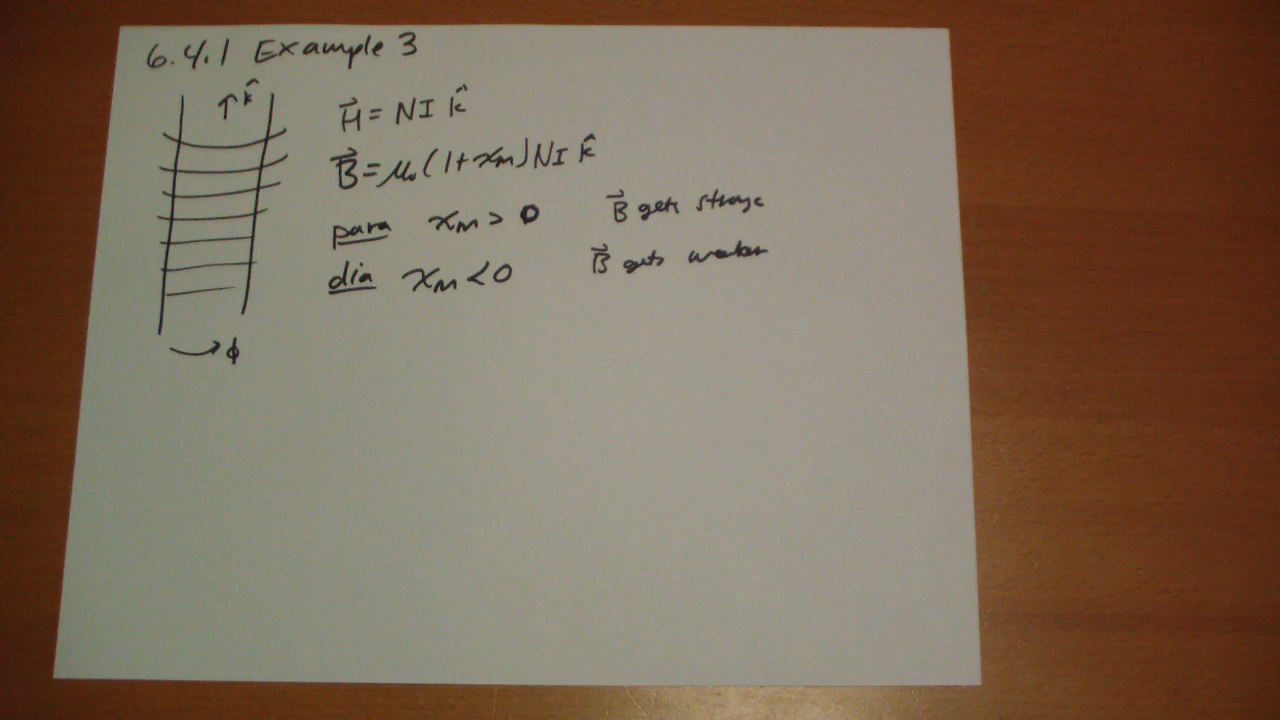 6.4.1 Example 3
↑ k̂
H⃗ = NI k̂
B⃗ = μ₀(1+χₘ)NI k̂
para χₘ > 0 B⃗ gets
dia χₘ < 0 B⃗ gets weaker
→ ϕ